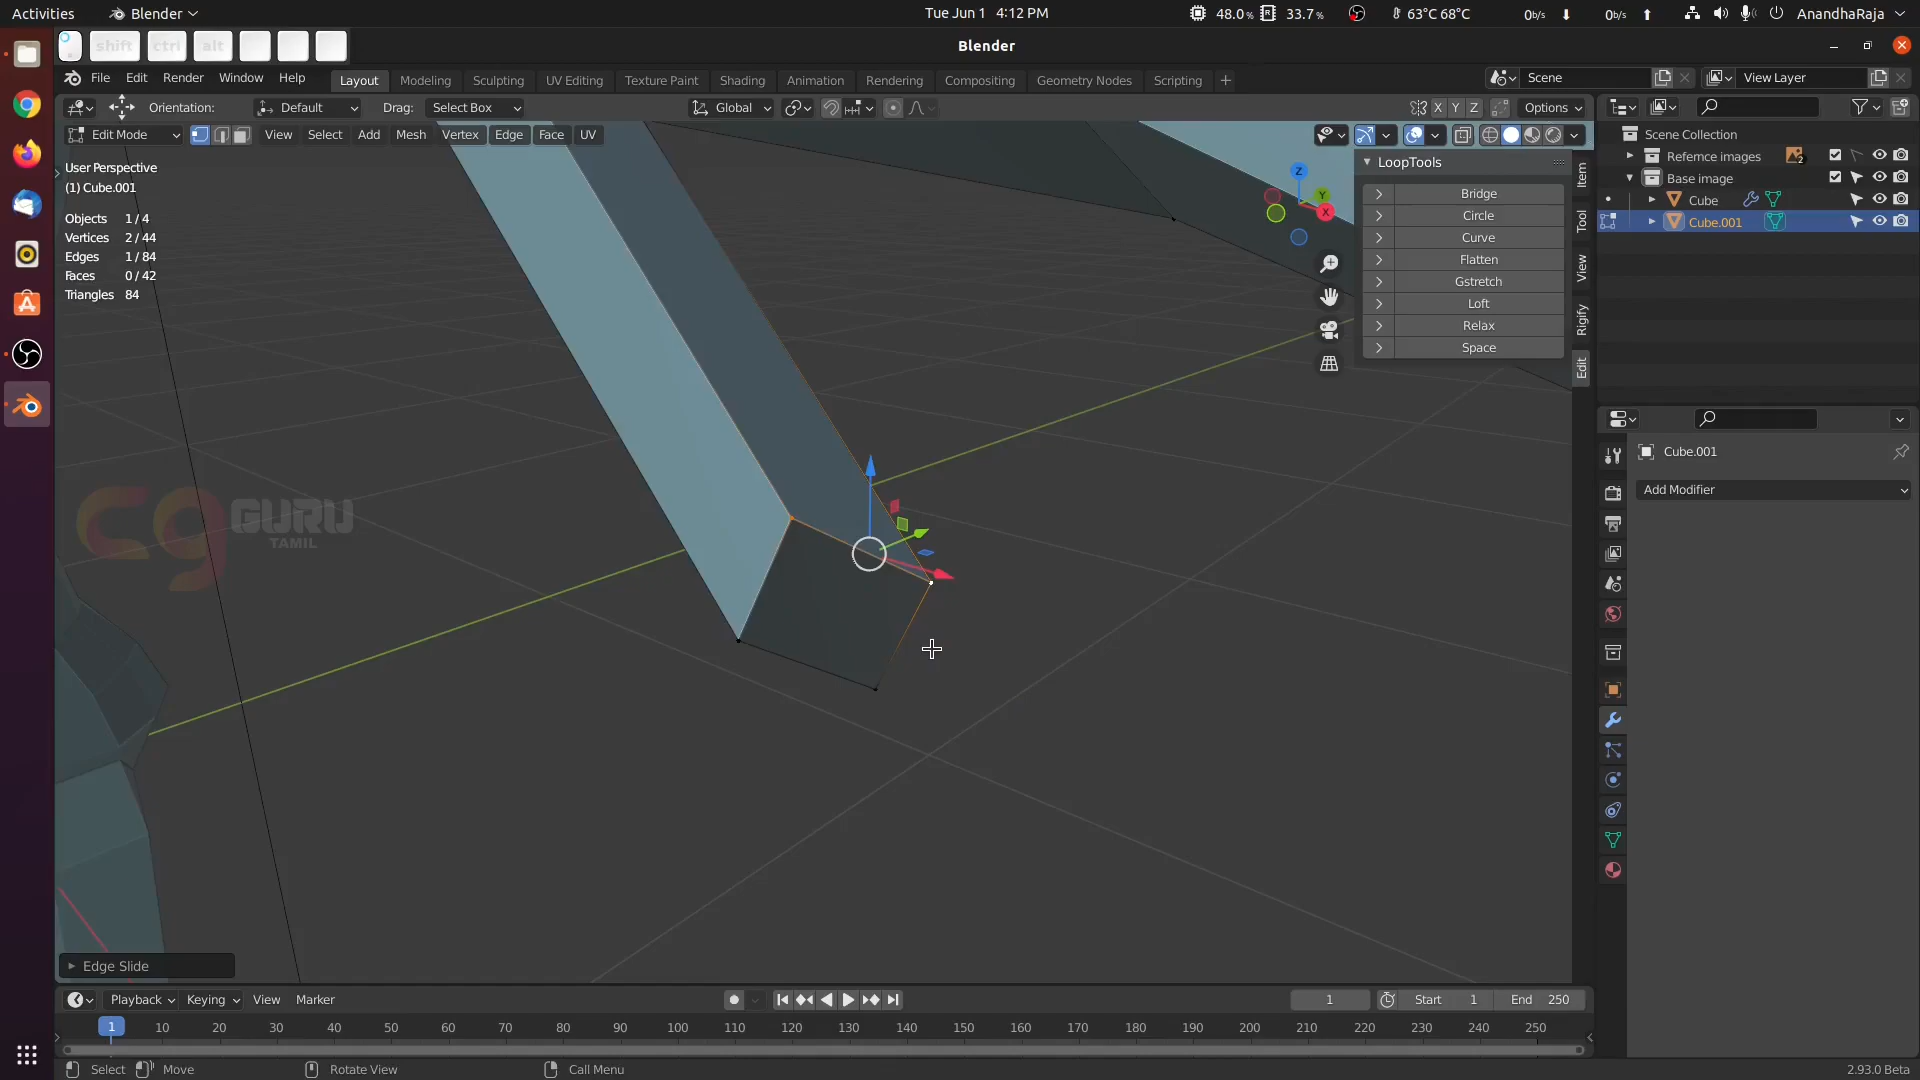 Activities Blender Tue Jun 1 4:12 PM 48.0% 33.7% 63°C 68°C 0b/s 0b/s AnandhaRaja
shift ctrl alt Blender
File Edit Render Window Help Layout Modeling Sculpting UV Editing Texture Paint Shading Animation Rendering Compositing Geometry Nodes Scripting + Scene View Layer
Orientation: Default Drag: Select Box Global X Y Z Options
Edit Mode View Select Add Mesh Vertex Edge Face UV
User Perspective
(1) Cube.001
Objects 1 / 4
Vertices 2 / 44
Edges 1 / 84
Faces 0 / 42
Triangles 84
Z
Y
X
LoopTools
Bridge
Circle
Curve
Flatten
Gstretch
Loft
Relax
Space
Item
Tool
View
Rigify
Edit
Scene Collection
Refemce images 2
Base image
Cube
Cube.001
Cube.001
Add Modifier
CG GURU
TAMIL
Edge Slide
Playback Keying View Marker 1 Start 1 End 250
1 10 20 30 40 50 60 70 80 90 100 110 120 130 140 150 160 170 180 190 200 210 220 230 240 250
Select Move Rotate View Call Menu 2.93.0 Beta